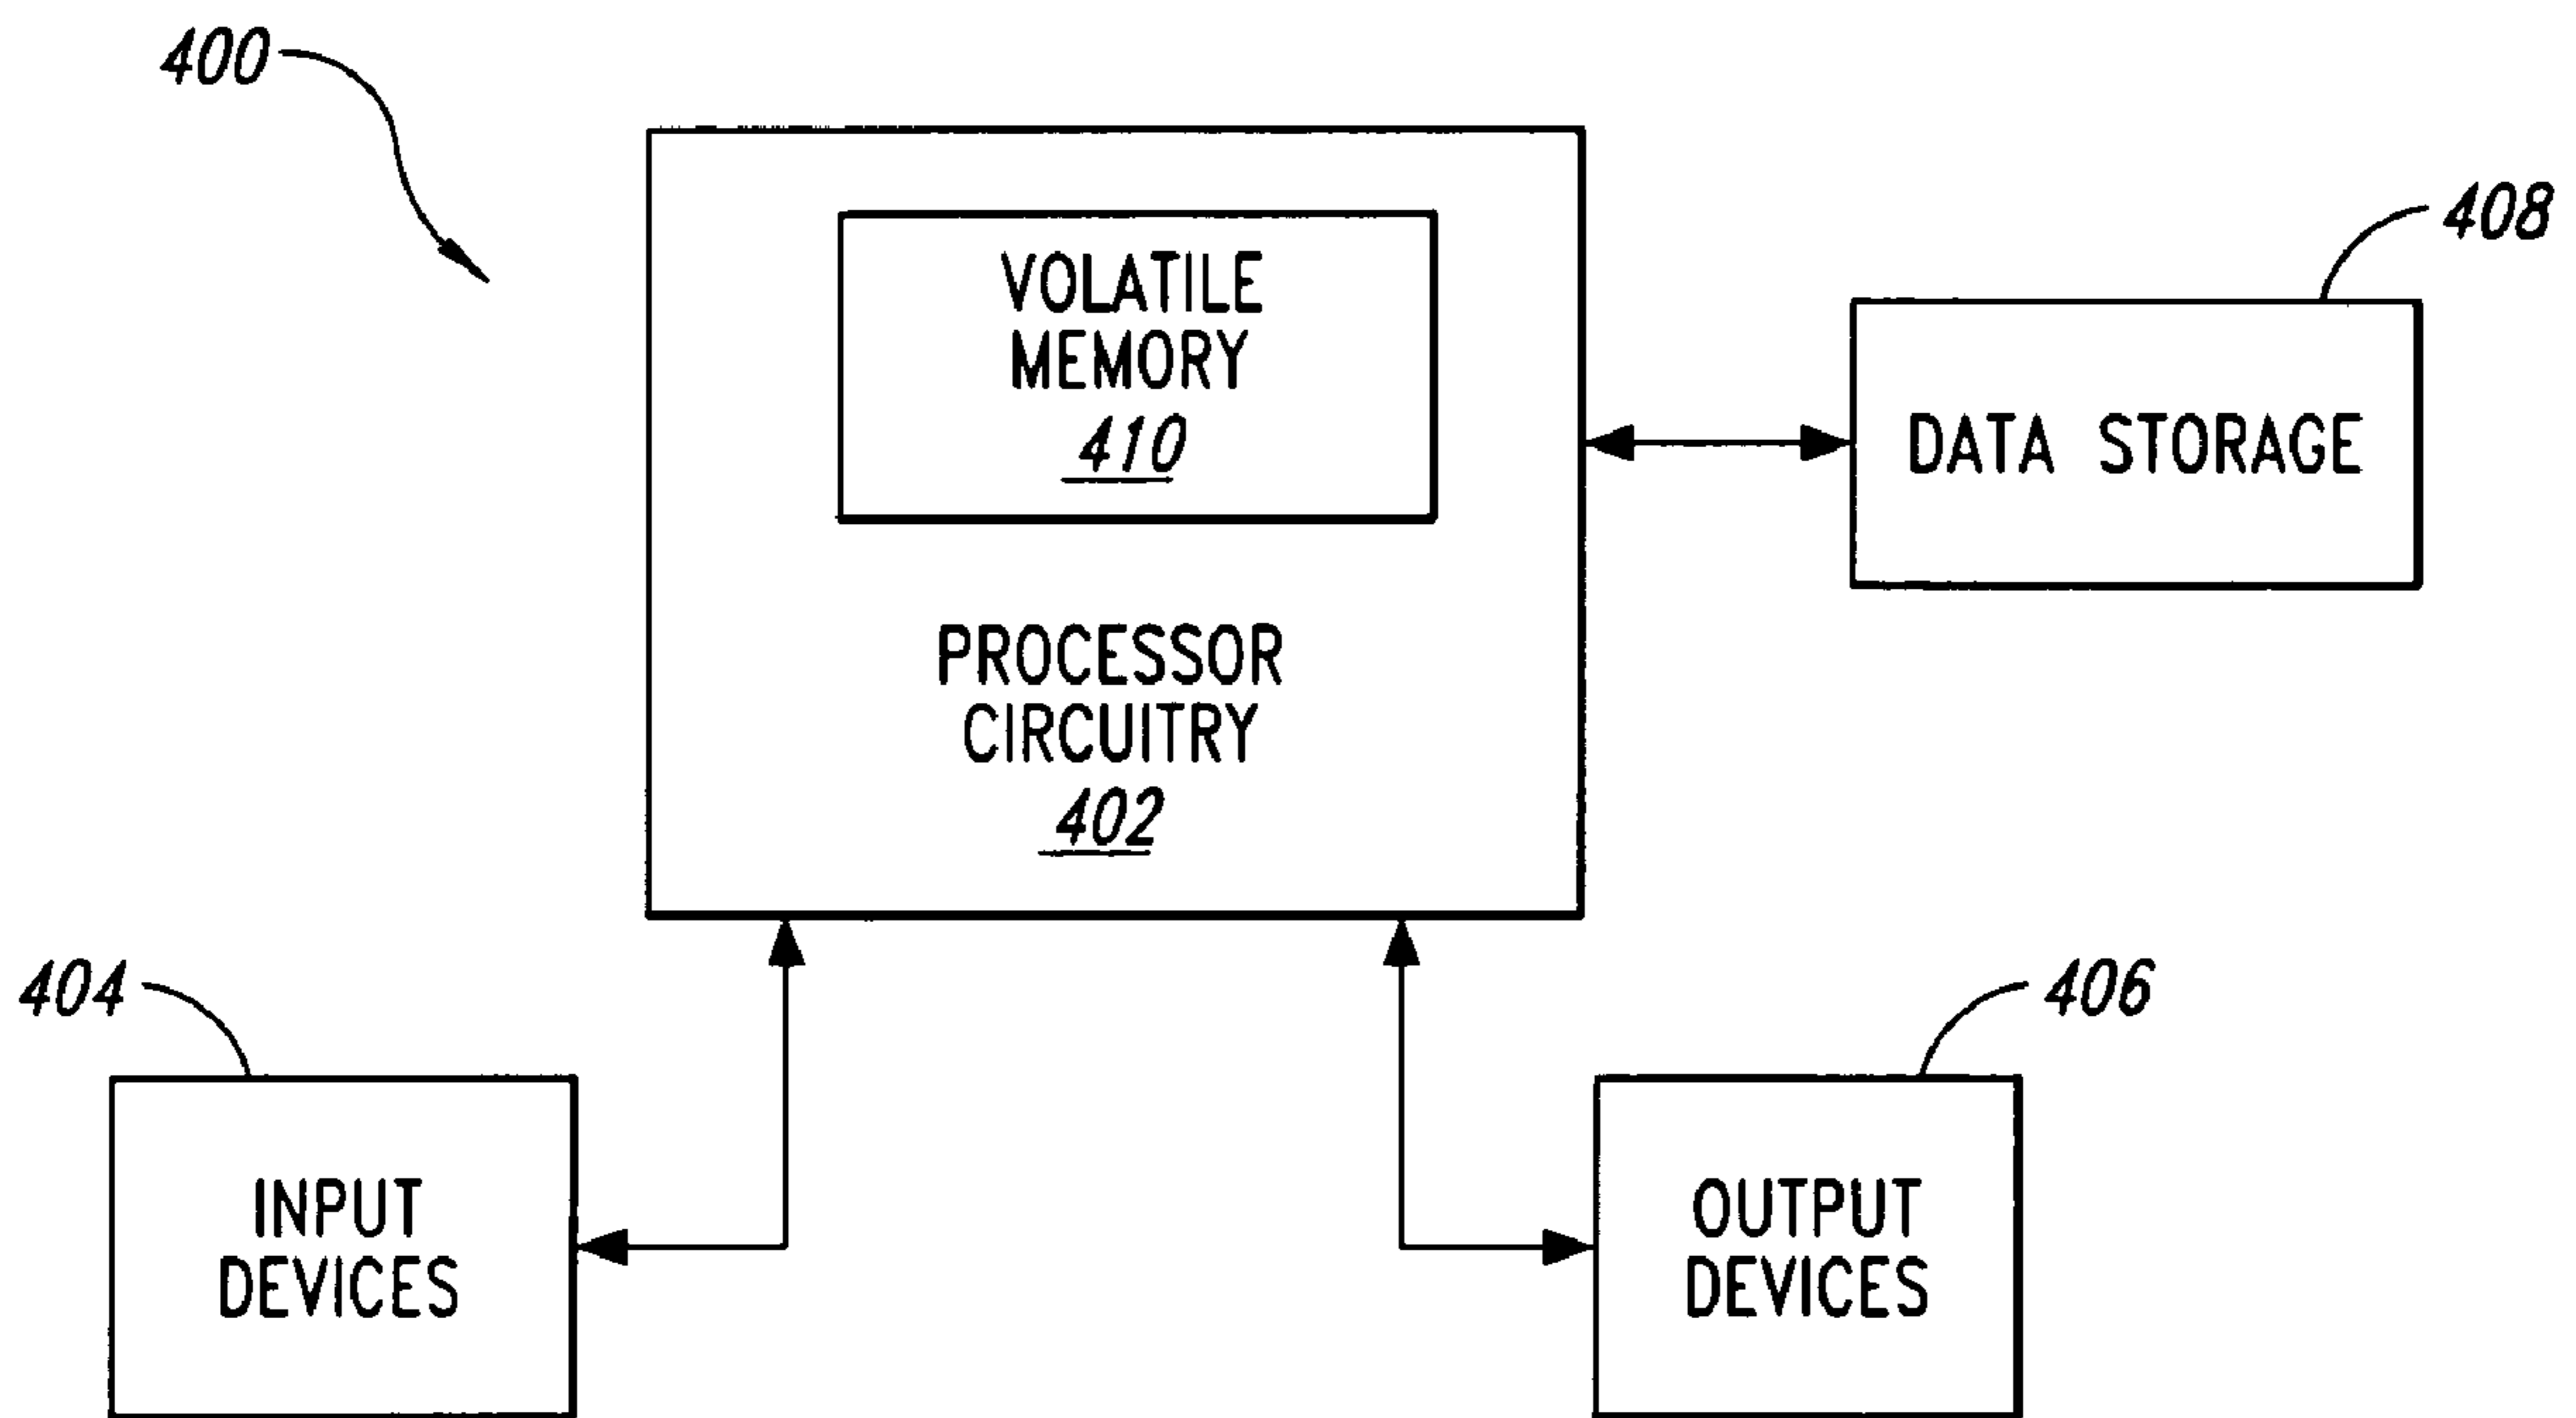 400
VOLATILE
MEMORY
410
408
DATA STORAGE
PROCESSOR
CIRCUITRY
402
404
INPUT
DEVICES
406
OUTPUT
DEVICES